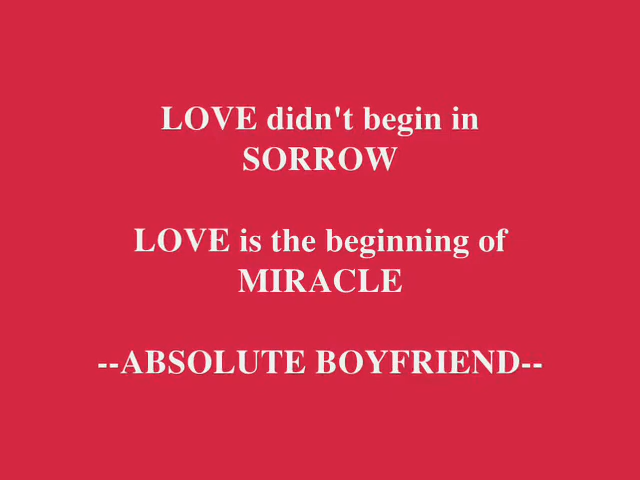 LOVE didn't begin in
SORROW
LOVE is the beginning of
MIRACLE
--ABSOLUTE BOYFRIEND--